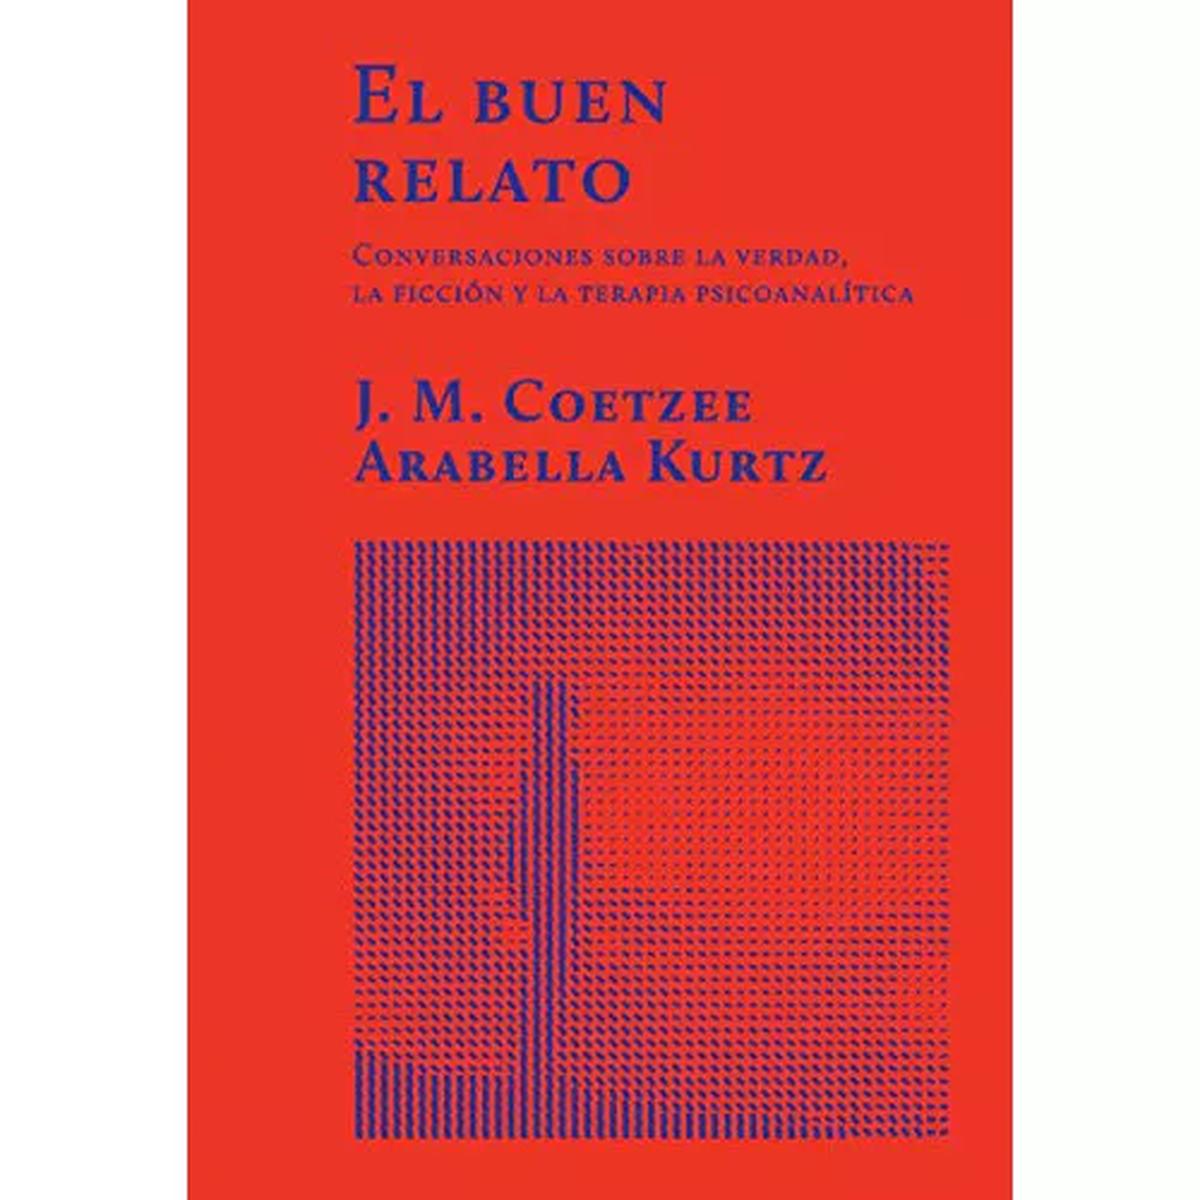 El buen
relato
Conversaciones sobre la verdad,
la ficción y la terapia psicoanalítica
J. M. Coetzee
Arabella Kurtz